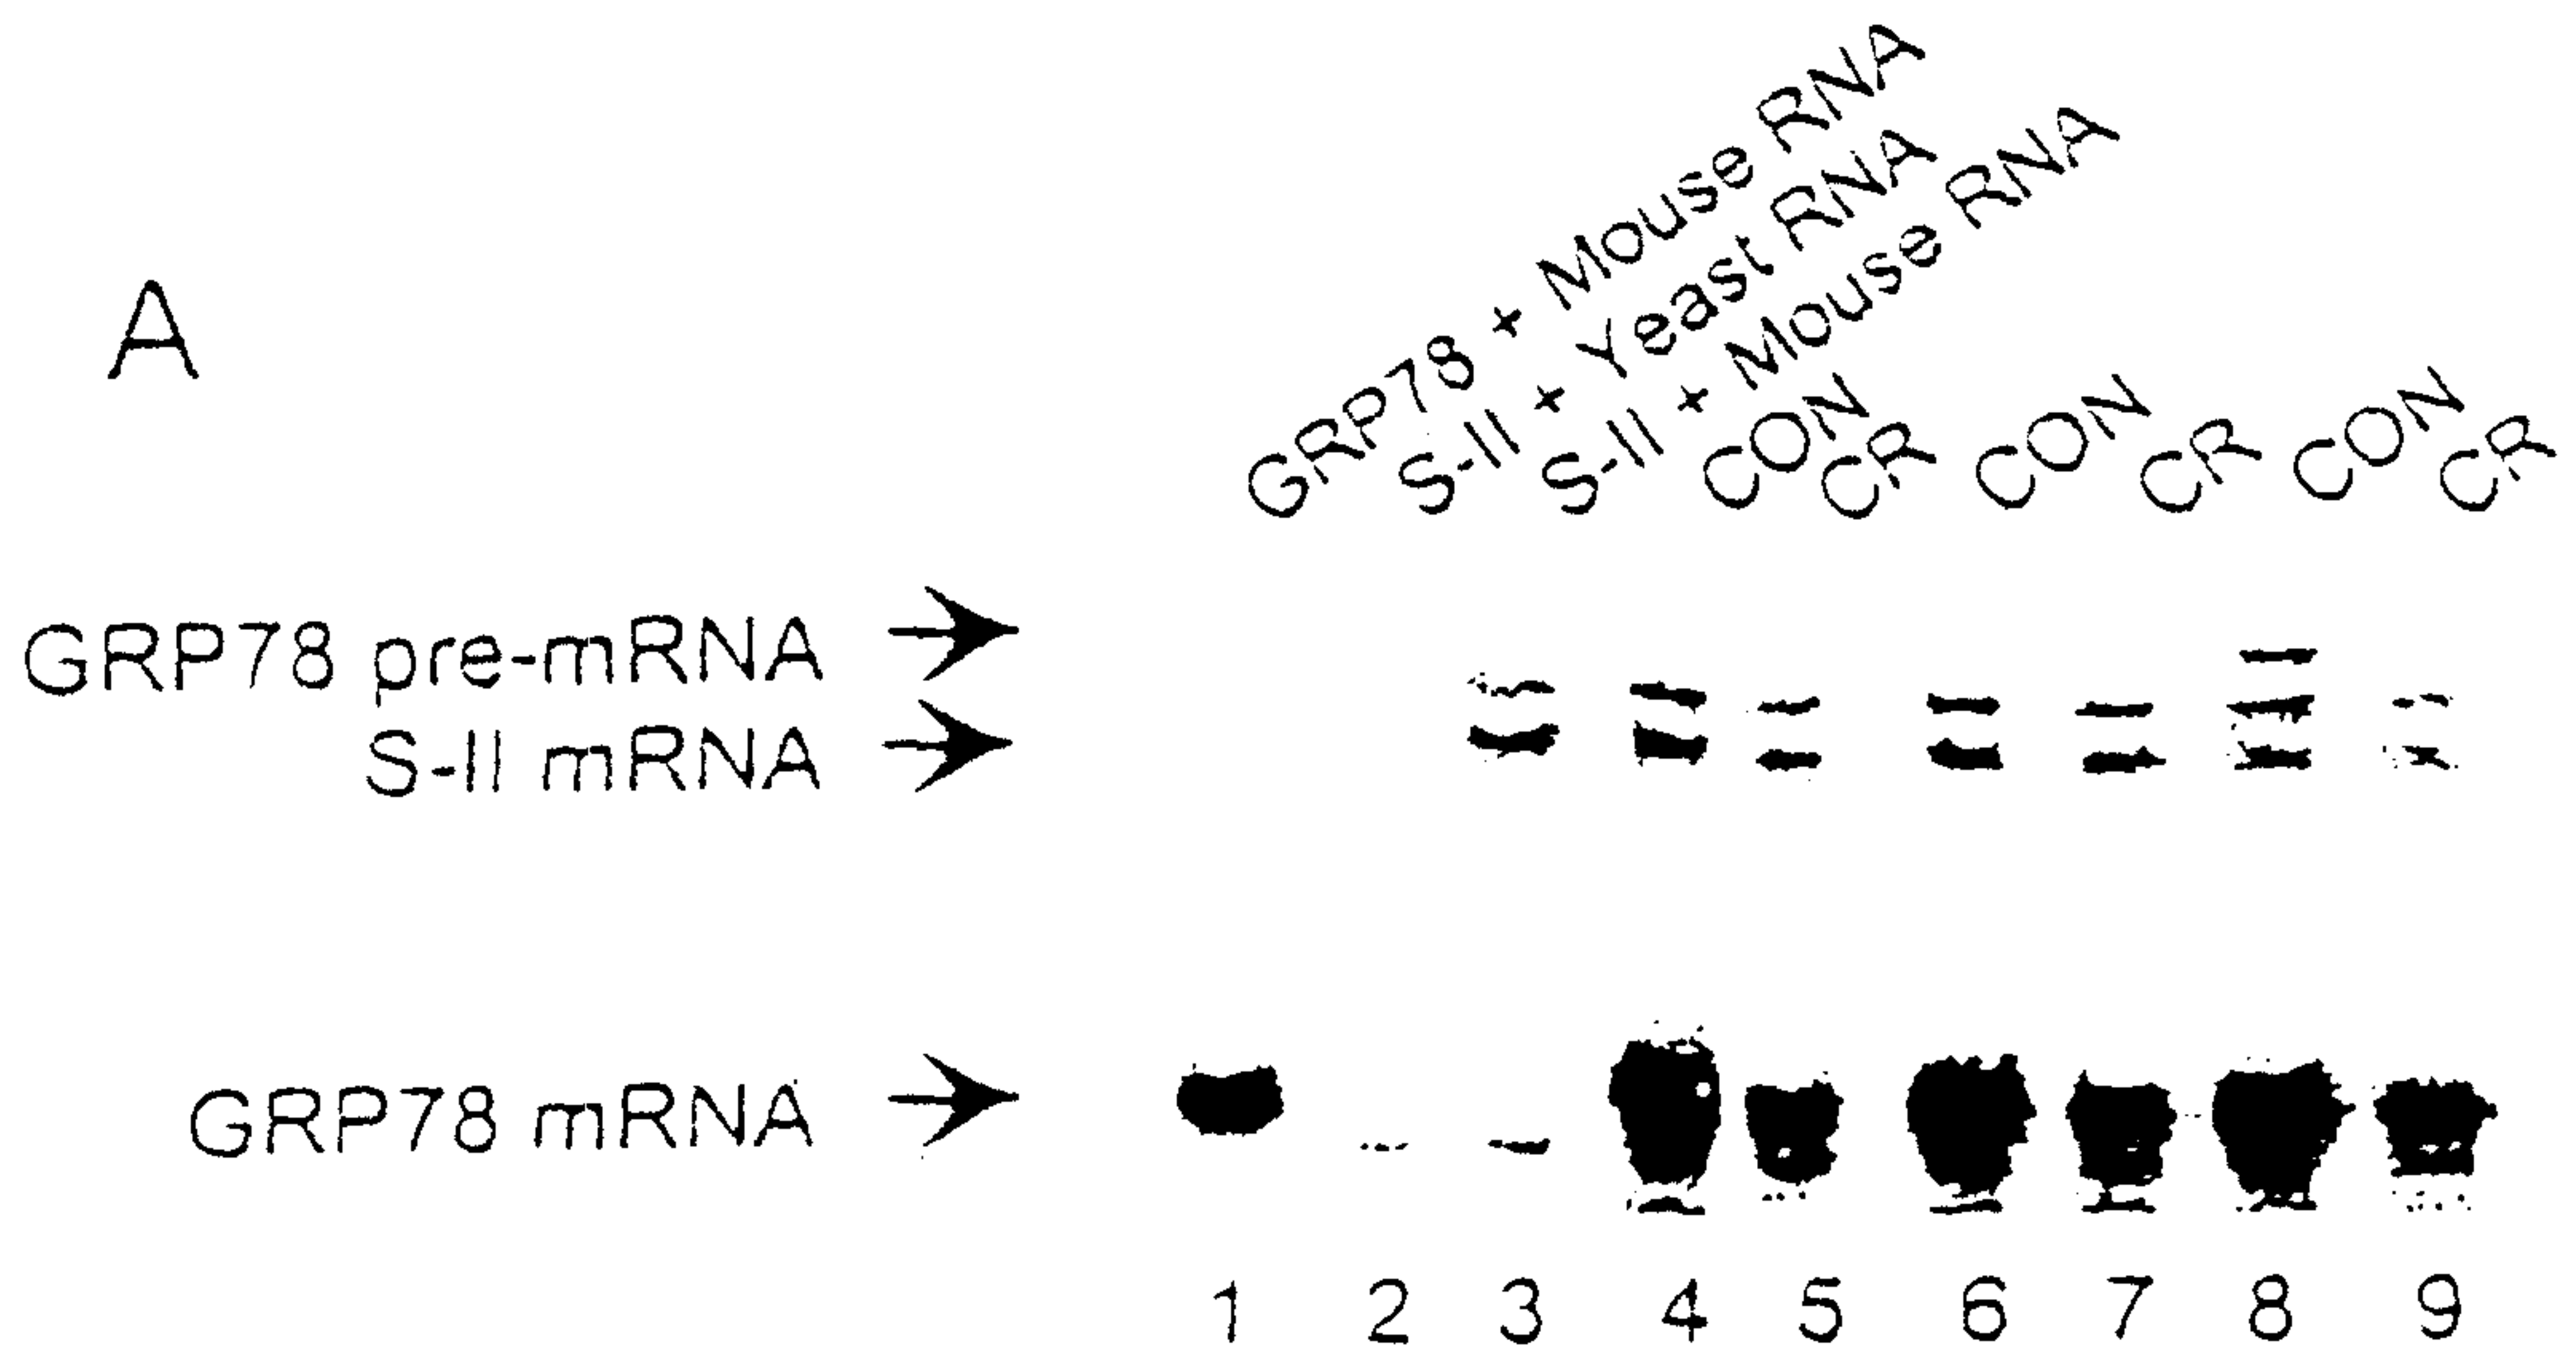 A
GRP78 + Mouse RNA
S-II + Yeast RNA
S-II + Mouse RNA
CON
CR
CON
CR
CON
CR
GRP78 pre-mRNA
S-II mRNA
GRP78 mRNA
1 2 3 4 5 6 7 8 9